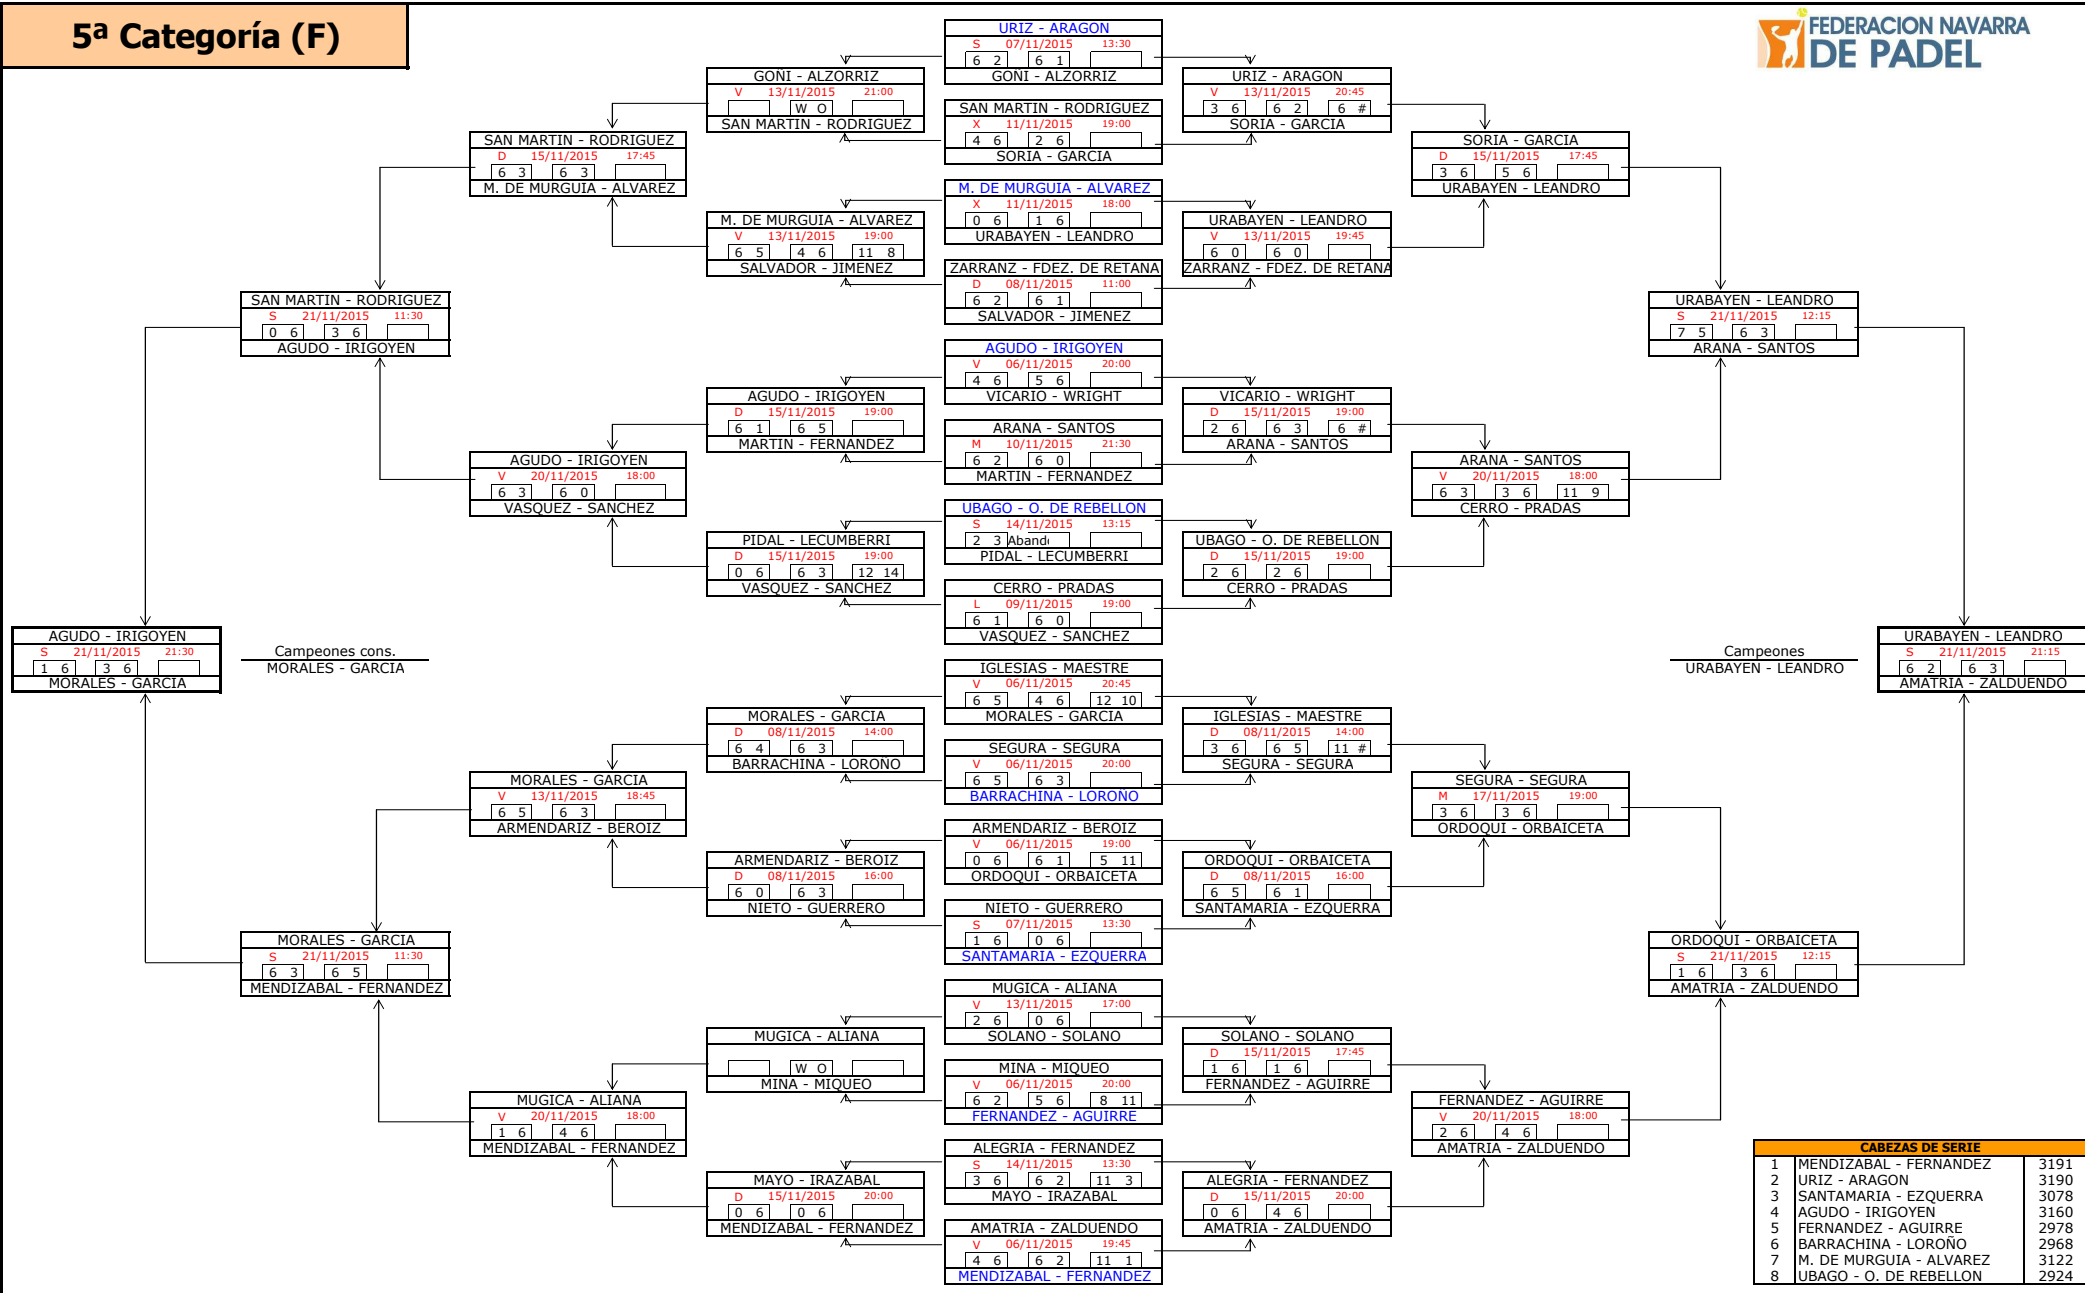 5ª Categoría (F)
FEDERACION NAVARRA
DE PADEL
AGUDO - IRIGOYEN
S 21/11/2015 21:30
1 6 3 6
MORALES - GARCIA
Campeones cons.
MORALES - GARCIA
SAN MARTIN - RODRIGUEZ
S 21/11/2015 11:30
0 6 3 6
AGUDO - IRIGOYEN
MORALES - GARCIA
S 21/11/2015 11:30
6 3 6 5
MENDIZABAL - FERNANDEZ
SAN MARTIN - RODRIGUEZ
D 15/11/2015 17:45
6 3 6 3
M. DE MURGUIA - ALVAREZ
AGUDO - IRIGOYEN
V 20/11/2015 18:00
6 3 6 0
VASQUEZ - SANCHEZ
MORALES - GARCIA
V 13/11/2015 18:45
6 5 6 3
ARMENDARIZ - BEROIZ
MUGICA - ALIANA
V 20/11/2015 18:00
1 6 4 6
MENDIZABAL - FERNANDEZ
GOÑI - ALZORRIZ
V 13/11/2015 21:00
W O
SAN MARTIN - RODRIGUEZ
M. DE MURGUIA - ALVAREZ
V 13/11/2015 19:00
6 5 4 6 11 8
SALVADOR - JIMENEZ
AGUDO - IRIGOYEN
D 15/11/2015 19:00
6 1 6 5
MARTIN - FERNANDEZ
PIDAL - LECUMBERRI
D 15/11/2015 19:00
0 6 6 3 12 14
VASQUEZ - SANCHEZ
MORALES - GARCIA
D 08/11/2015 14:00
6 4 6 3
BARRACHINA - LOROÑO
ARMENDARIZ - BEROIZ
D 08/11/2015 16:00
6 0 6 3
NIETO - GUERRERO
MUGICA - ALIANA
W O
MINA - MIQUEO
MAYO - IRAZABAL
D 15/11/2015 20:00
0 6 0 6
MENDIZABAL - FERNANDEZ
URIZ - ARAGON
S 07/11/2015 13:30
6 2 6 1
GOÑI - ALZORRIZ
SAN MARTIN - RODRIGUEZ
X 11/11/2015 19:00
4 6 2 6
SORIA - GARCIA
M. DE MURGUIA - ALVAREZ
X 11/11/2015 18:00
0 6 1 6
URABAYEN - LEANDRO
ZARRANZ - FDEZ. DE RETANA
D 08/11/2015 11:00
6 2 6 1
SALVADOR - JIMENEZ
AGUDO - IRIGOYEN
V 06/11/2015 20:00
4 6 5 6
VICARIO - WRIGHT
ARANA - SANTOS
M 10/11/2015 21:30
6 2 6 0
MARTIN - FERNANDEZ
UBAGO - O. DE REBELLON
S 14/11/2015 13:15
2 3 Aband
PIDAL - LECUMBERRI
CERRO - PRADAS
L 09/11/2015 19:00
6 1 6 0
VASQUEZ - SANCHEZ
IGLESIAS - MAESTRE
V 06/11/2015 20:45
6 5 4 6 12 10
MORALES - GARCIA
SEGURA - SEGURA
V 06/11/2015 20:00
6 5 6 3
BARRACHINA - LOROÑO
ARMENDARIZ - BEROIZ
V 06/11/2015 19:00
0 6 6 1 5 11
ORDOQUI - ORBAICETA
NIETO - GUERRERO
S 07/11/2015 13:30
1 6 0 6
SANTAMARIA - EZQUERRA
MUGICA - ALIANA
V 13/11/2015 17:00
2 6 0 6
SOLANO - SOLANO
MINA - MIQUEO
V 06/11/2015 20:00
6 2 5 6 8 11
FERNANDEZ - AGUIRRE
ALEGRIA - FERNANDEZ
S 14/11/2015 13:30
3 6 6 2 11 3
MAYO - IRAZABAL
AMATRIA - ZALDUENDO
V 06/11/2015 19:45
4 6 6 2 11 1
MENDIZABAL - FERNANDEZ
URIZ - ARAGON
V 13/11/2015 20:45
3 6 6 2 6 #
SORIA - GARCIA
URABAYEN - LEANDRO
V 13/11/2015 19:45
6 0 6 0
ZARRANZ - FDEZ. DE RETANA
VICARIO - WRIGHT
D 15/11/2015 19:00
2 6 6 3 6 #
ARANA - SANTOS
UBAGO - O. DE REBELLON
D 15/11/2015 19:00
2 6 2 6
CERRO - PRADAS
IGLESIAS - MAESTRE
D 08/11/2015 14:00
3 6 6 5 11 #
SEGURA - SEGURA
ORDOQUI - ORBAICETA
D 08/11/2015 16:00
6 5 6 1
SANTAMARIA - EZQUERRA
SOLANO - SOLANO
D 15/11/2015 17:45
1 6 1 6
FERNANDEZ - AGUIRRE
ALEGRIA - FERNANDEZ
D 15/11/2015 20:00
0 6 4 6
AMATRIA - ZALDUENDO
SORIA - GARCIA
D 15/11/2015 17:45
3 6 5 6
URABAYEN - LEANDRO
ARANA - SANTOS
V 20/11/2015 18:00
6 3 3 6 11 9
CERRO - PRADAS
SEGURA - SEGURA
M 17/11/2015 19:00
3 6 3 6
ORDOQUI - ORBAICETA
FERNANDEZ - AGUIRRE
V 20/11/2015 18:00
2 6 4 6
AMATRIA - ZALDUENDO
URABAYEN - LEANDRO
S 21/11/2015 12:15
7 5 6 3
ARANA - SANTOS
ORDOQUI - ORBAICETA
S 21/11/2015 12:15
1 6 3 6
AMATRIA - ZALDUENDO
Campeones
URABAYEN - LEANDRO
URABAYEN - LEANDRO
S 21/11/2015 21:15
6 2 6 3
AMATRIA - ZALDUENDO
CABEZAS DE SERIE
1 MENDIZABAL - FERNANDEZ 3191
2 URIZ - ARAGON 3190
3 SANTAMARIA - EZQUERRA 3078
4 AGUDO - IRIGOYEN 3160
5 FERNANDEZ - AGUIRRE 2978
6 BARRACHINA - LOROÑO 2968
7 M. DE MURGUIA - ALVAREZ 3122
8 UBAGO - O. DE REBELLON 2924